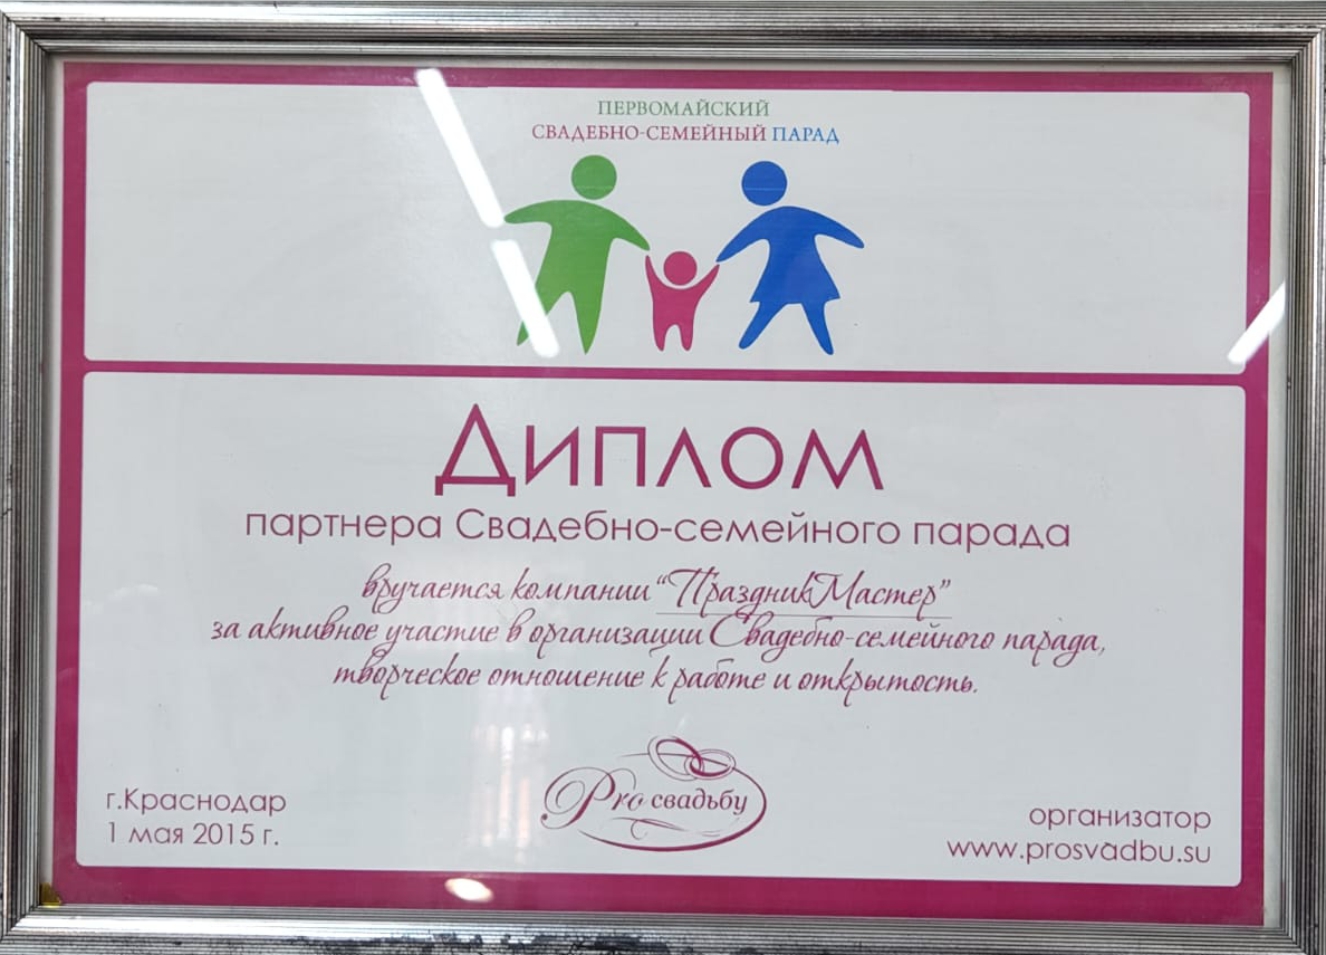 ПЕРВОМАЙСКИЙ
СВАДЕБНО-СЕМЕЙНЫЙ ПАРАД
Диплом
партнера Свадебно-семейного парада
вручается компании “ПраздникМастер”
за активное участие в организации Свадебно-семейного парада,
творческое отношение к работе и открытость.
Pro свадьбу
г.Краснодар
1 мая 2015 г.
организатор
www.prosvadbu.su